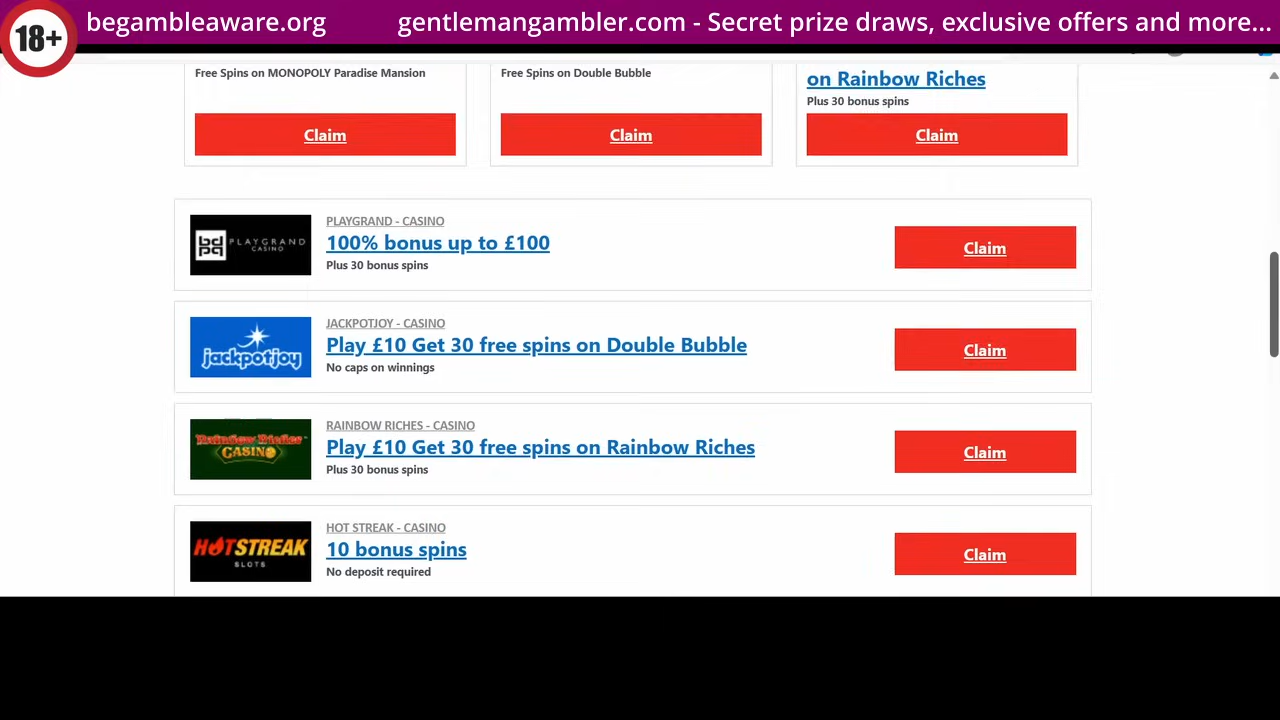 18+
begambleaware.org
gentlemangambler.com - Secret prize draws, exclusive offers and more...
Free Spins on MONOPOLY Paradise Mansion
Claim
Free Spins on Double Bubble
Claim
on Rainbow Riches
Plus 30 bonus spins
Claim
PLAYGRAND CASINO
PLAYGRAND - CASINO
100% bonus up to £100
Plus 30 bonus spins
Claim
jackpotjoy
JACKPOTJOY - CASINO
Play £10 Get 30 free spins on Double Bubble
No caps on winnings
Claim
Rainbow Riches
CASINO
RAINBOW RICHES - CASINO
Play £10 Get 30 free spins on Rainbow Riches
Plus 30 bonus spins
Claim
HOTSTREAK
SLOTS
HOT STREAK - CASINO
10 bonus spins
No deposit required
Claim